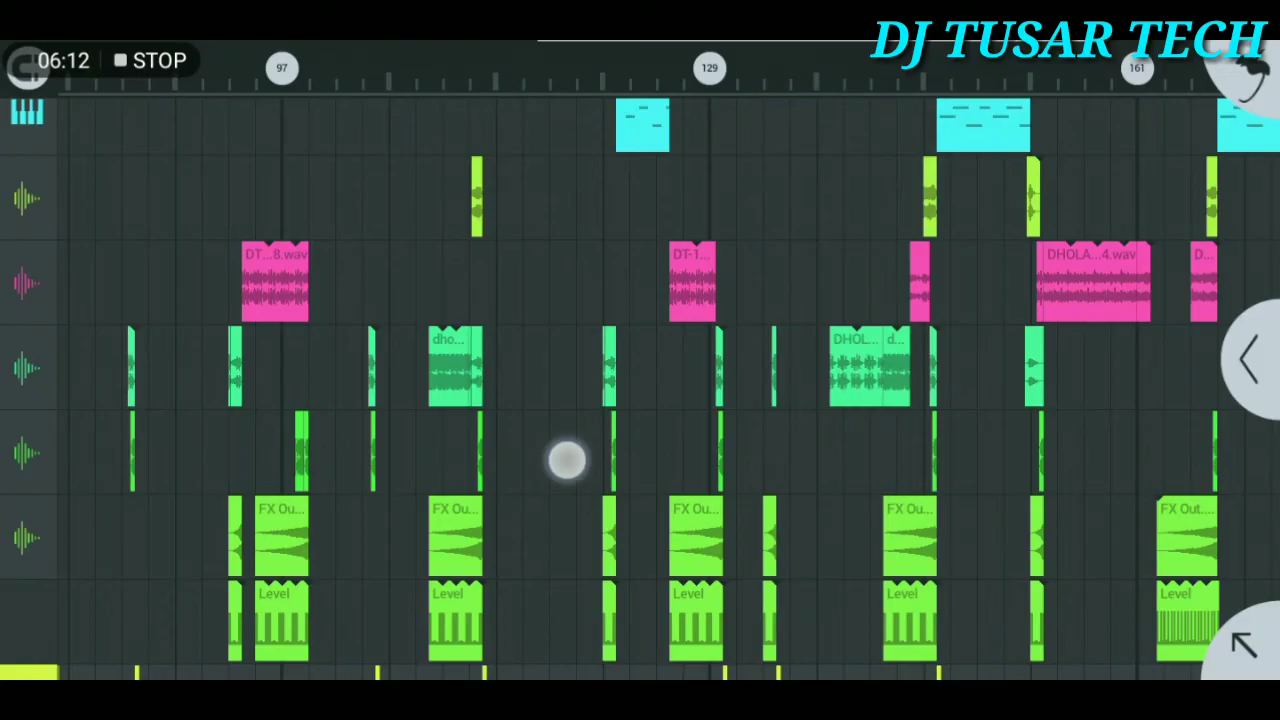 DJ TUSAR TECH
06:12 STOP
97 129 161
DT...8.wav DT-1... DHOLA...4.wav D...
dho... DHOL... d...
FX Ou... FX Ou... FX Ou... FX Ou... FX Out....
Level Level Level Level Level